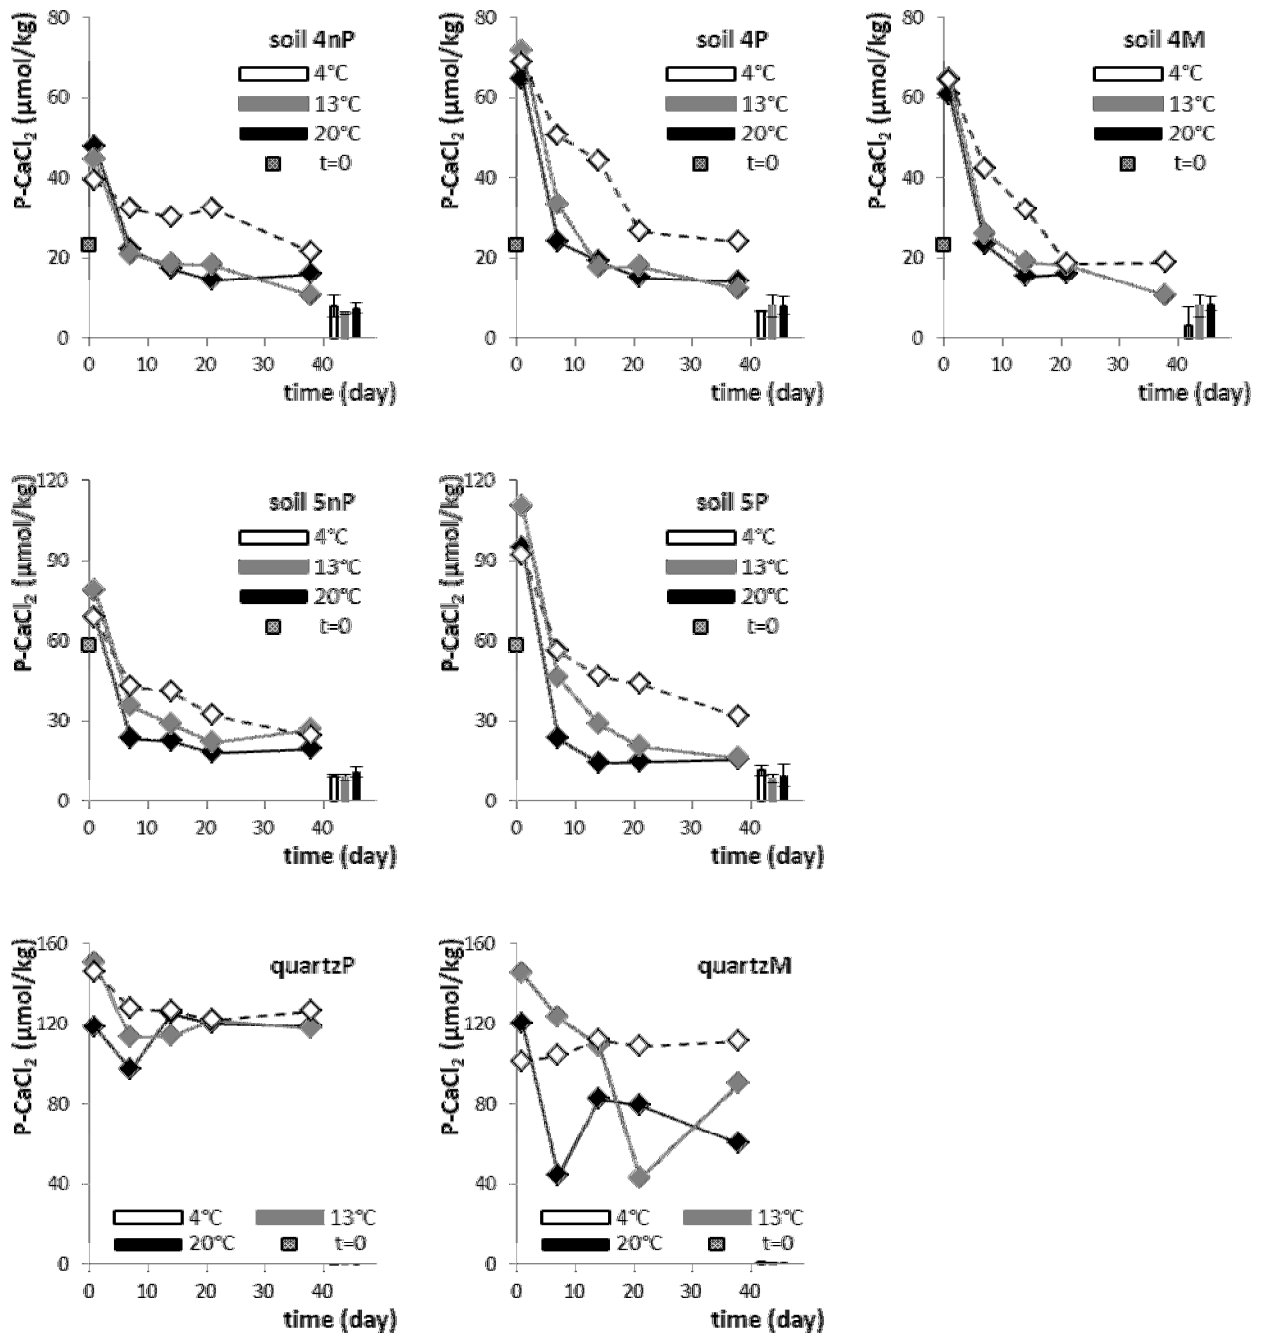 soil 4nP
P-CaCl2 (μmol/kg)
80
60
40
20
0
4°C
13°C
20°C
t=0
0 10 20 30 40
time (day)
soil 4P
P-CaCl2 (μmol/kg)
80
60
40
20
0
4°C
13°C
20°C
t=0
0 10 20 30 40
time (day)
soil 4M
P-CaCl2 (μmol/kg)
80
60
40
20
0
4°C
13°C
20°C
t=0
0 10 20 30 40
time (day)
soil 5nP
P-CaCl2 (μmol/kg)
120
90
60
30
0
4°C
13°C
20°C
t=0
0 10 20 30 40
time (day)
soil 5P
P-CaCl2 (μmol/kg)
120
90
60
30
0
4°C
13°C
20°C
t=0
0 10 20 30 40
time (day)
quartzP
P-CaCl2 (μmol/kg)
160
120
80
40
0
4°C 13°C
20°C t=0
0 10 20 30 40
time (day)
quartzM
P-CaCl2 (μmol/kg)
160
120
80
40
0
4°C 13°C
20°C t=0
0 10 20 30 40
time (day)